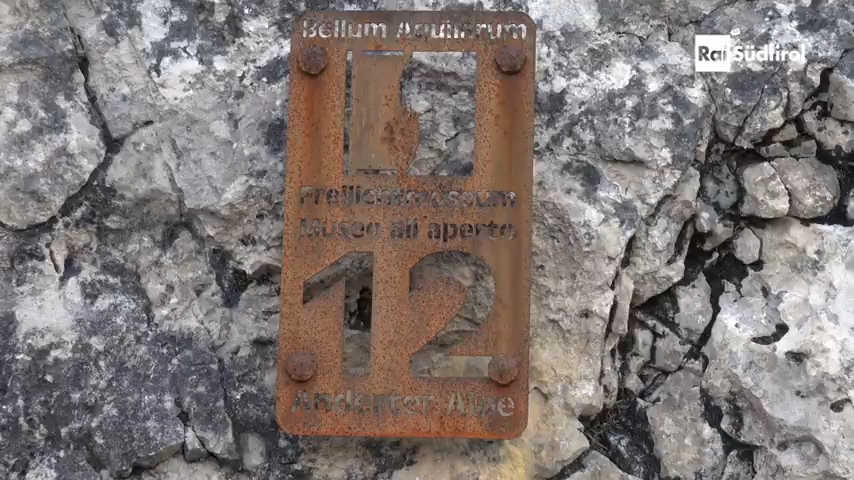 Bellum Aquilarum
Rai Südtirol
Freilichtmuseum
Museo all'aperto
12
Anderter Alpe